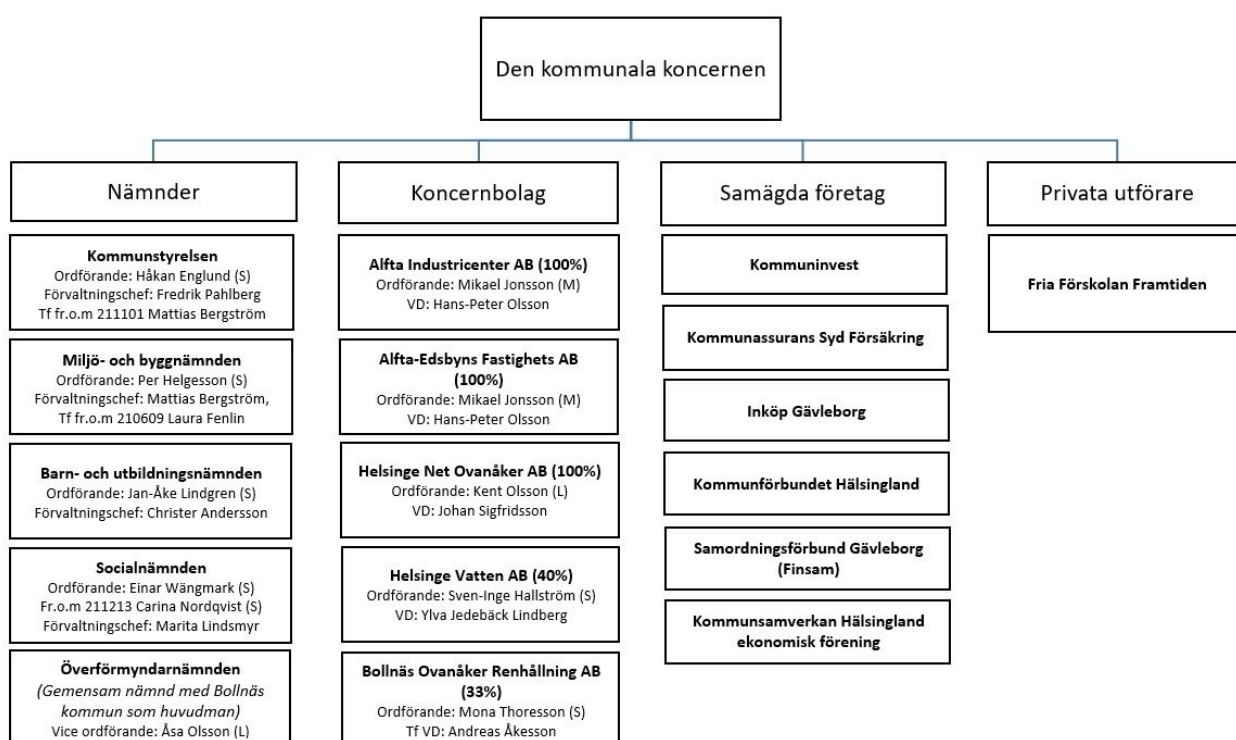 Den kommunala koncernen
Nämnder
Kommunstyrelsen
Ordförande: Håkan Englund (S)
Förvaltningschef: Fredrik Pahlberg
Tf fr.o.m 211101 Mattias Bergström
Miljö- och byggnämnden
Ordförande: Per Helgesson (S)
Förvaltningschef: Mattias Bergström,
Tf fr.o.m 210609 Laura Fenlin
Barn- och utbildningsnämnden
Ordförande: Jan-Åke Lindgren (S)
Förvaltningschef: Christer Andersson
Socialnämnden
Ordförande: Einar Wängmark (S)
Fr.o.m 211213 Carina Nordqvist (S)
Förvaltningschef: Marita Lindsmyr
Överförmyndarnämnden
(Gemensam nämnd med Bollnäs
kommun som huvudman)
Vice ordförande: Åsa Olsson (L)
Koncernbolag
Alfta Industricenter AB (100%)
Ordförande: Mikael Jonsson (M)
VD: Hans-Peter Olsson
Alfta-Edsbyns Fastighets AB
(100%)
Ordförande: Mikael Jonsson (M)
VD: Hans-Peter Olsson
Helsinge Net Ovanåker AB (100%)
Ordförande: Kent Olsson (L)
VD: Johan Sigfridsson
Helsinge Vatten AB (40%)
Ordförande: Sven-Inge Hallström (S)
VD: Ylva Jedebäck Lindberg
Bollnäs Ovanåker Renhållning AB
(33%)
Ordförande: Mona Thoresson (S)
Tf VD: Andreas Åkesson
Samägda företag
Kommuninvest
Kommunassurans Syd Försäkring
Inköp Gävleborg
Kommunförbundet Hälsingland
Samordningsförbund Gävleborg
(Finsam)
Kommunsamverkan Hälsingland
ekonomisk förening
Privata utförare
Fria Förskolan Framtiden